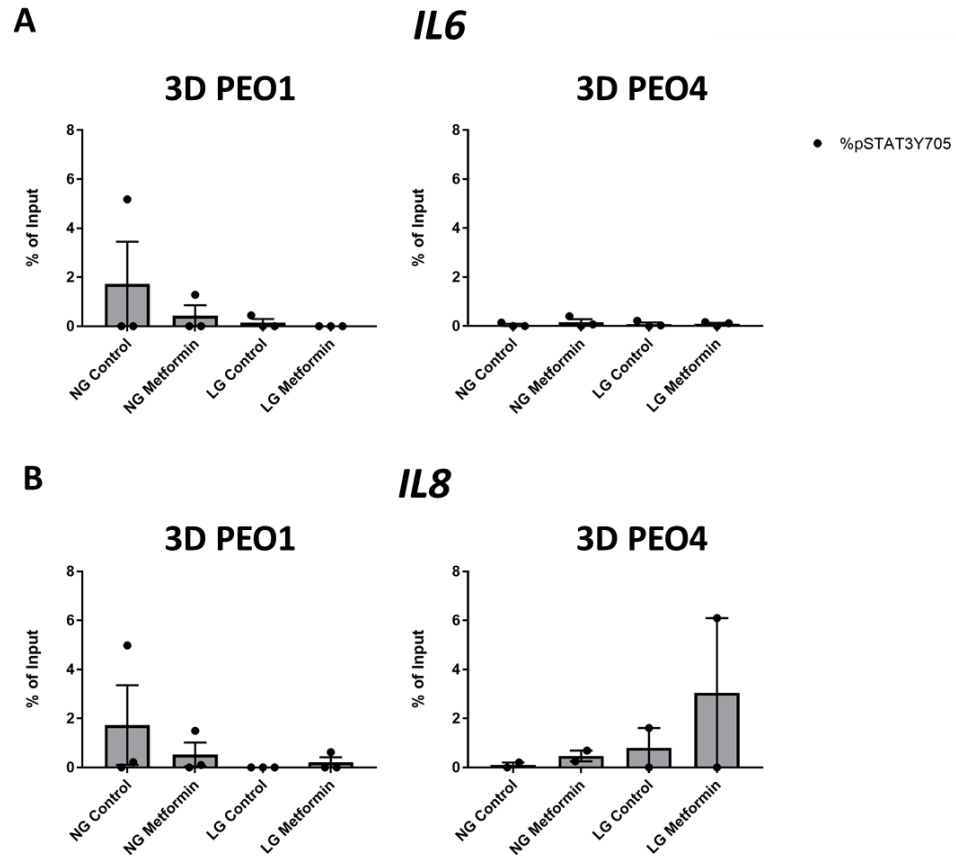 A
IL6
3D PEO1
3D PEO4
%pSTAT3Y705
% of Input
8
6
4
2
0
NG Control
NG Metformin
LG Control
LG Metformin
% of Input
8
6
4
2
0
NG Control
NG Metformin
LG Control
LG Metformin
B
IL8
3D PEO1
3D PEO4
% of Input
8
6
4
2
0
NG Control
NG Metformin
LG Control
LG Metformin
% of Input
8
6
4
2
0
NG Control
NG Metformin
LG Control
LG Metformin